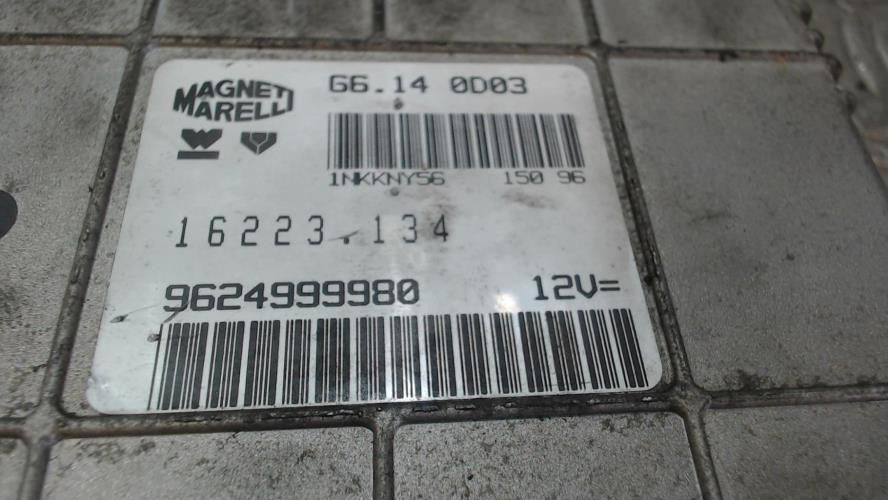 MAGNETI
MARELLI
G6.14 0D03
1NKKNY56 150 96
16223.134
9624999980 12V=